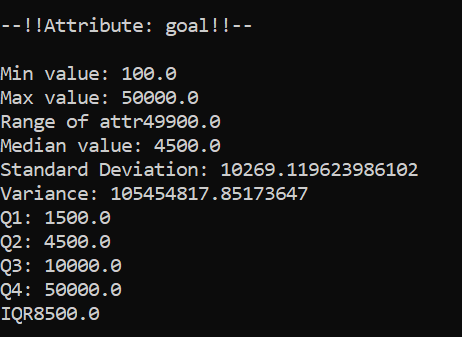 --!!Attribute: goal!!--
Min value: 100.0
Max value: 50000.0
Range of attr49900.0
Median value: 4500.0
Standard Deviation: 10269.119623986102
Variance: 105454817.85173647
Q1: 1500.0
Q2: 4500.0
Q3: 10000.0
Q4: 50000.0
IQR8500.0